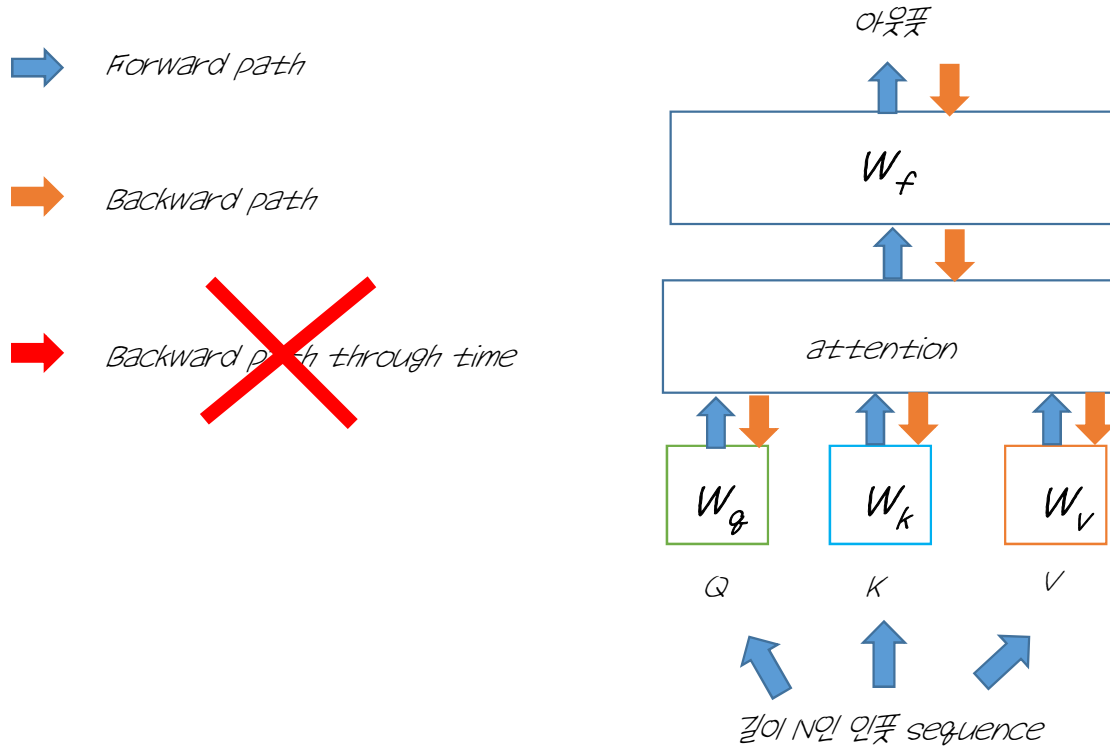 Forward path
Backward path
Backward path through time
아웃풋
W_f
attention
W_q
W_k
W_v
Q
K
V
길이 N인 인풋 sequence